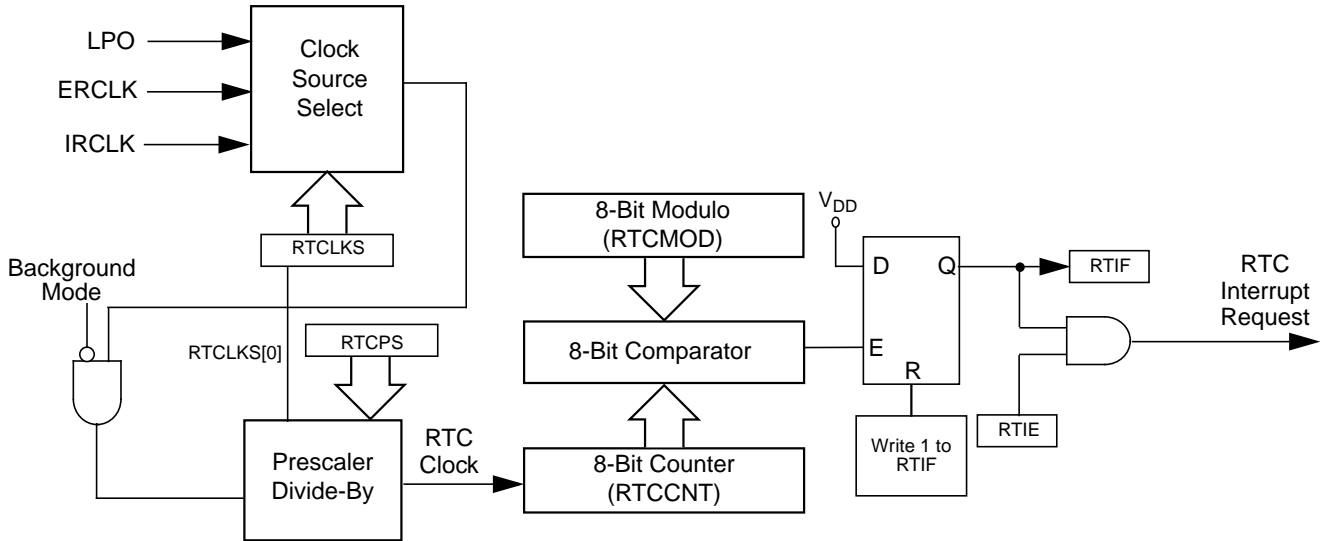 LPO
ERCLK
IRCLK
Clock
Source
Select
RTCLKS
Background
Mode
RTCLKS[0]
RTCPS
Prescaler
Divide-By
RTC
Clock
8-Bit Modulo
(RTCMOD)
8-Bit Comparator
8-Bit Counter
(RTCCNT)
VDD
D
Q
E
R
Write 1 to
RTIF
RTIF
RTIE
RTC
Interrupt
Request